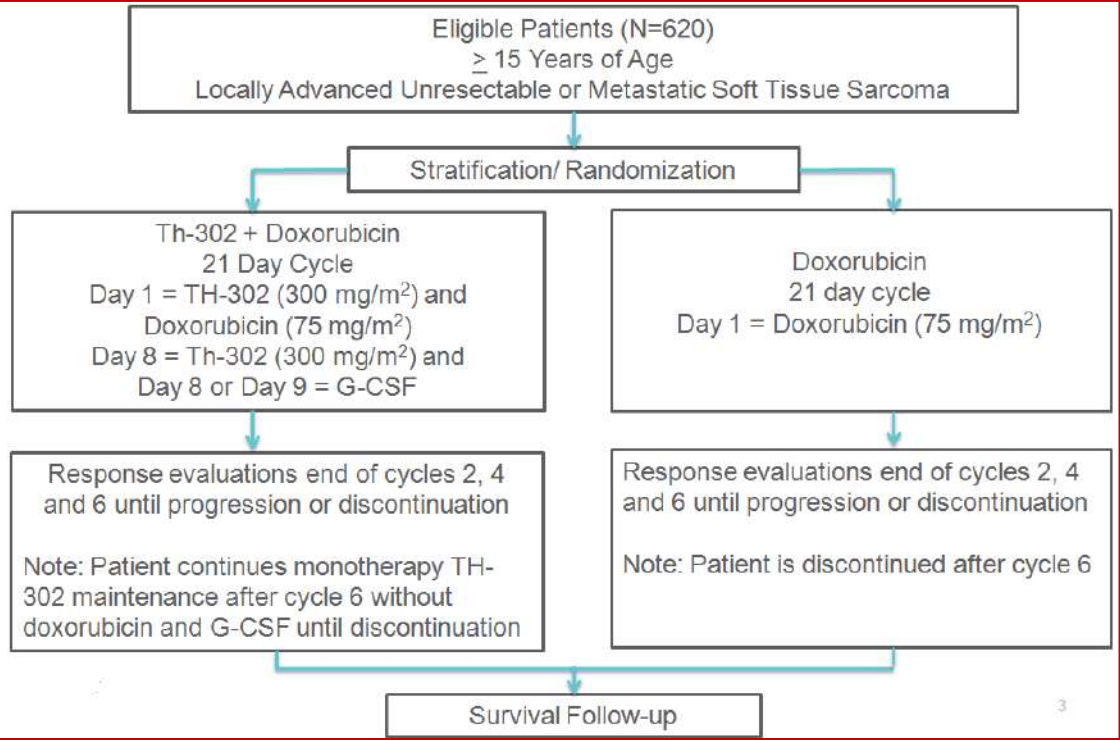 Eligible Patients (N=620)
≥ 15 Years of Age
Locally Advanced Unresectable or Metastatic Soft Tissue Sarcoma
Stratification/ Randomization
Th-302 + Doxorubicin
21 Day Cycle
Day 1 = TH-302 (300 mg/m²) and
Doxorubicin (75 mg/m²)
Day 8 = Th-302 (300 mg/m²) and
Day 8 or Day 9 = G-CSF
Doxorubicin
21 day cycle
Day 1 = Doxorubicin (75 mg/m²)
Response evaluations end of cycles 2, 4
and 6 until progression or discontinuation
Note: Patient continues monotherapy TH-
302 maintenance after cycle 6 without
doxorubicin and G-CSF until discontinuation
Response evaluations end of cycles 2, 4
and 6 until progression or discontinuation
Note: Patient is discontinued after cycle 6
Survival Follow-up
3